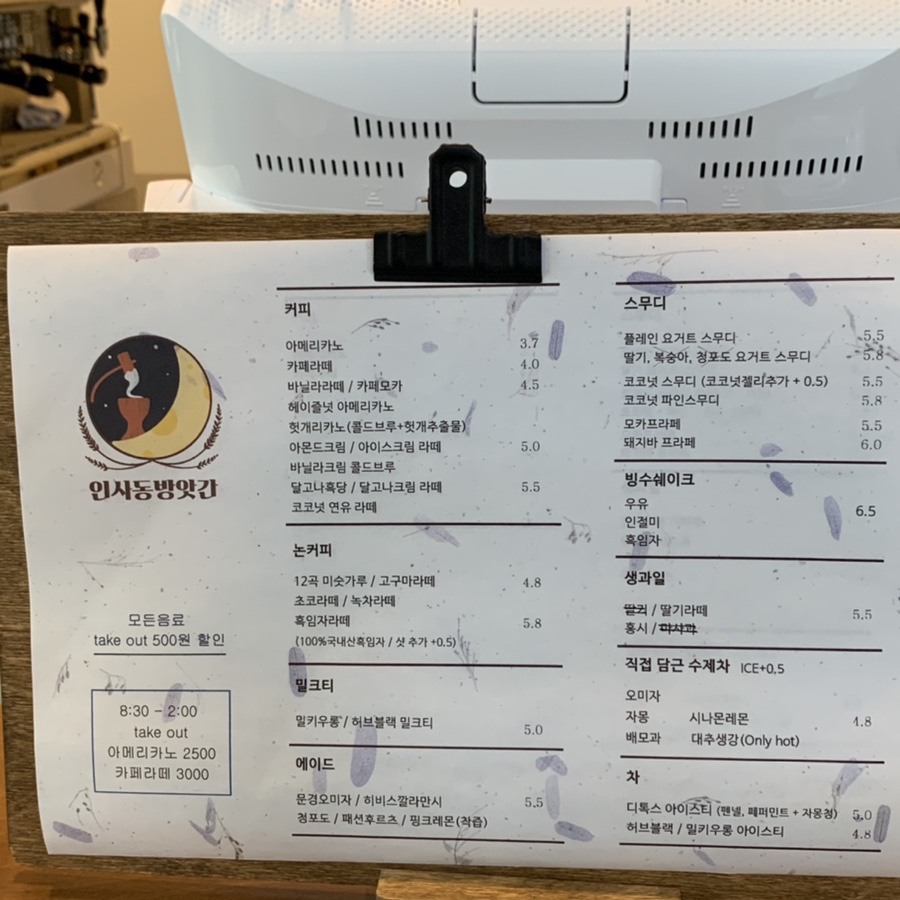 인사동방앗간
모든음료
take out 500원 할인
8:30 - 2:00
take out
아메리카노 2500
카페라떼 3000
커피
아메리카노 3.7
카페라떼 4.0
바닐라라떼 / 카페모카 4.5
헤이즐넛 아메리카노
헛개리카노(콜드브루+헛개추출물)
아몬드크림 / 아이스크림 라떼 5.0
바닐라크림 콜드브루
달고나흑당 / 달고나크림 라떼 5.5
코코넛 연유 라떼
논커피
12곡 미숫가루 / 고구마라떼 4.8
초코라떼 / 녹차라떼
흑임자라떼 5.8
(100%국내산흑임자 / 샷 추가 +0.5)
밀크티
밀키우롱 / 허브블랙 밀크티 5.0
에이드
문경오미자 / 히비스깔라만시 5.5
청포도 / 패션후르츠 / 핑크레몬(착즙)
스무디
플레인 요거트 스무디 5.5
딸기, 복숭아, 청포도 요거트 스무디 5.8
코코넛 스무디 (코코넛젤리추가 + 0.5) 5.5
코코넛 파인스무디 5.8
모카프라페 5.5
돼지바 프라페 6.0
빙수쉐이크
우유 6.5
인절미
흑임자
생과일
딸기 / 딸기라떼 5.5
홍시 /
직접 담근 수제차 ICE+0.5
오미자
자몽 시나몬레몬 4.8
배모과 대추생강(Only hot)
차
디톡스 아이스티 (펜넬, 페퍼민트 + 자몽청) 5.0
허브블랙 / 밀키우롱 아이스티 4.8